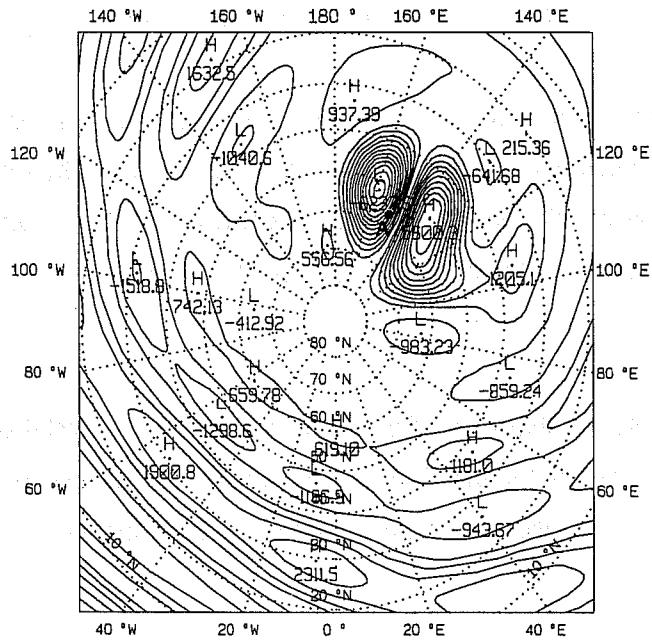 140 °W 160 °W 180 ° 160 °E 140 °E
H
1632.5
H
937.39
H
215.36
L
-1040.6
L
-641.68
120 °W
120 °E
L
H
A
H
556.56
H
1205.1
100 °W
100 °E
L
-1518.8
H
742.13
L
-412.92
L
-983.23
80 °N
80 °W
80 °E
H
659.78
L
-859.24
70 °N
60 °N
L
-1298.6
H
H
1900.8
H
1181.0
L
60 °W
60 °E
L
-943.67
2311.5
20 °N
10 °N
10 °N
40 °W 20 °W 0 ° 20 °E 40 °E